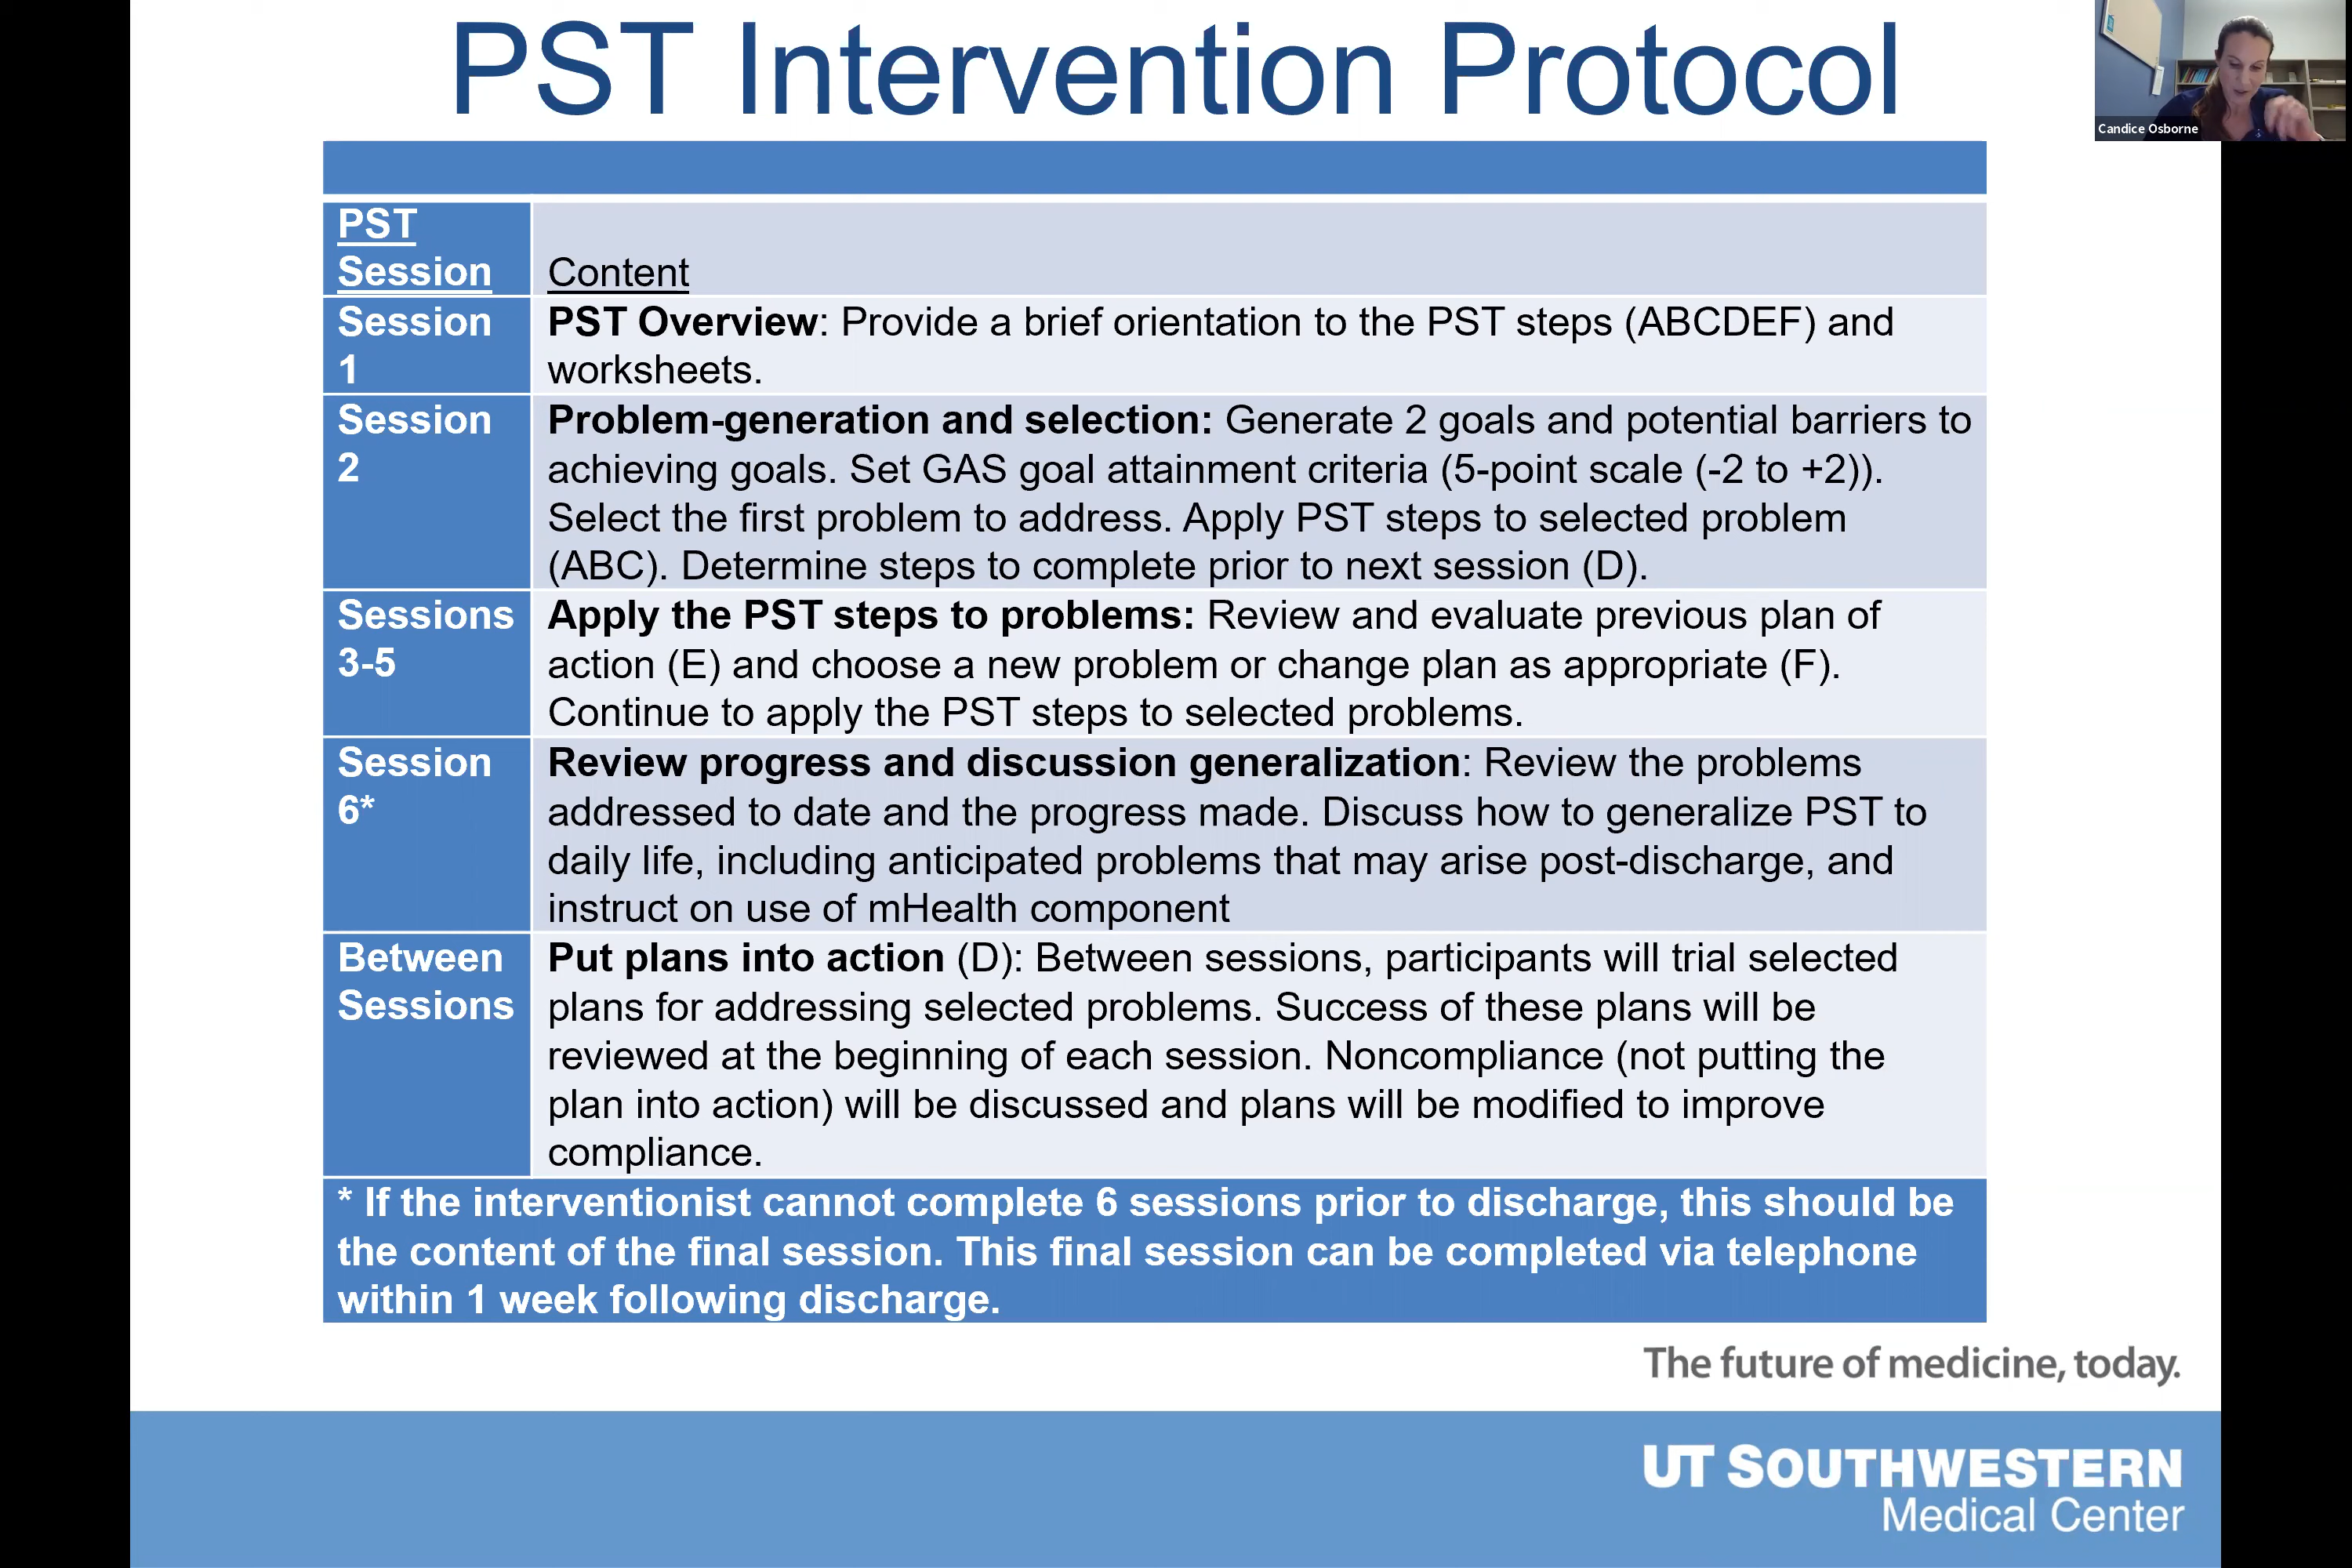 PST Intervention Protocol
Candice Osborne
PST
Session
Content
Session
1
PST Overview: Provide a brief orientation to the PST steps (ABCDEF) and
worksheets.
Session
2
Problem-generation and selection: Generate 2 goals and potential barriers to
achieving goals. Set GAS goal attainment criteria (5-point scale (-2 to +2)).
Select the first problem to address. Apply PST steps to selected problem
(ABC). Determine steps to complete prior to next session (D).
Sessions
3-5
Apply the PST steps to problems: Review and evaluate previous plan of
action (E) and choose a new problem or change plan as appropriate (F).
Continue to apply the PST steps to selected problems.
Session
6*
Review progress and discussion generalization: Review the problems
addressed to date and the progress made. Discuss how to generalize PST to
daily life, including anticipated problems that may arise post-discharge, and
instruct on use of mHealth component
Between
Sessions
Put plans into action (D): Between sessions, participants will trial selected
plans for addressing selected problems. Success of these plans will be
reviewed at the beginning of each session. Noncompliance (not putting the
plan into action) will be discussed and plans will be modified to improve
compliance.
* If the interventionist cannot complete 6 sessions prior to discharge, this should be
the content of the final session. This final session can be completed via telephone
within 1 week following discharge.
The future of medicine, today.
UT SOUTHWESTERN
Medical Center